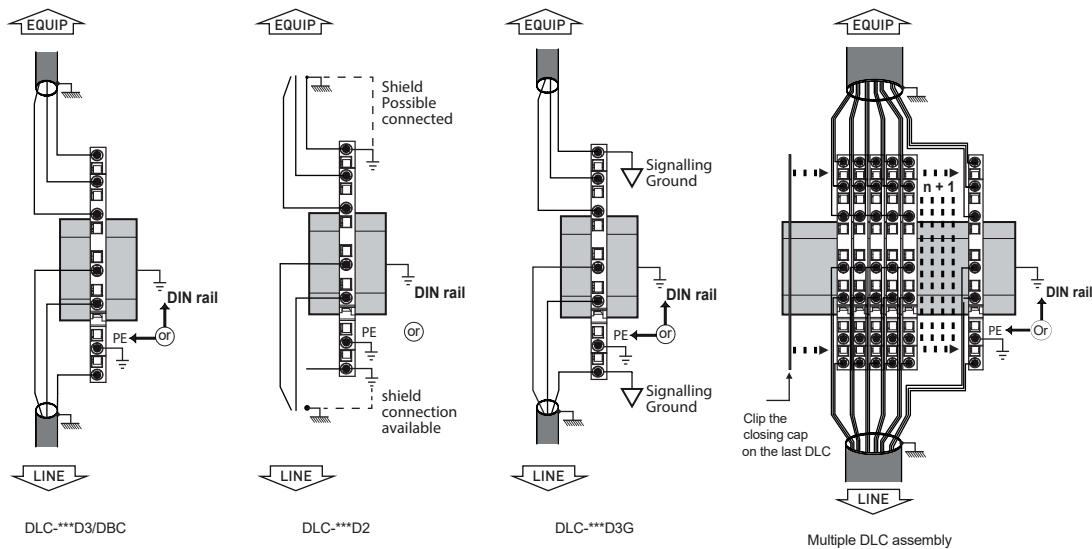 EQUIP
DIN rail
PE
or
LINE
DLC-***D3/DBC
EQUIP
Shield
Possible
connected
DIN rail
PE
or
shield
connection
available
LINE
DLC-***D2
EQUIP
Signalling
Ground
DIN rail
PE
or
Signalling
Ground
LINE
DLC-***D3G
EQUIP
n + 1
DIN rail
PE
Or
Clip the
closing cap
on the last DLC
LINE
Multiple DLC assembly